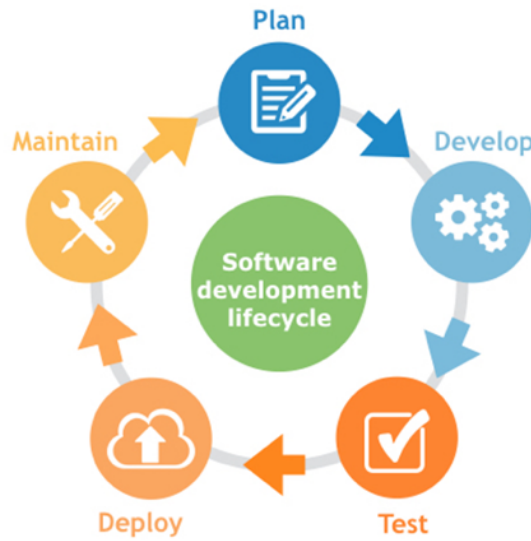 Plan
Maintain
Develop
Software
development
lifecycle
Deploy
Test